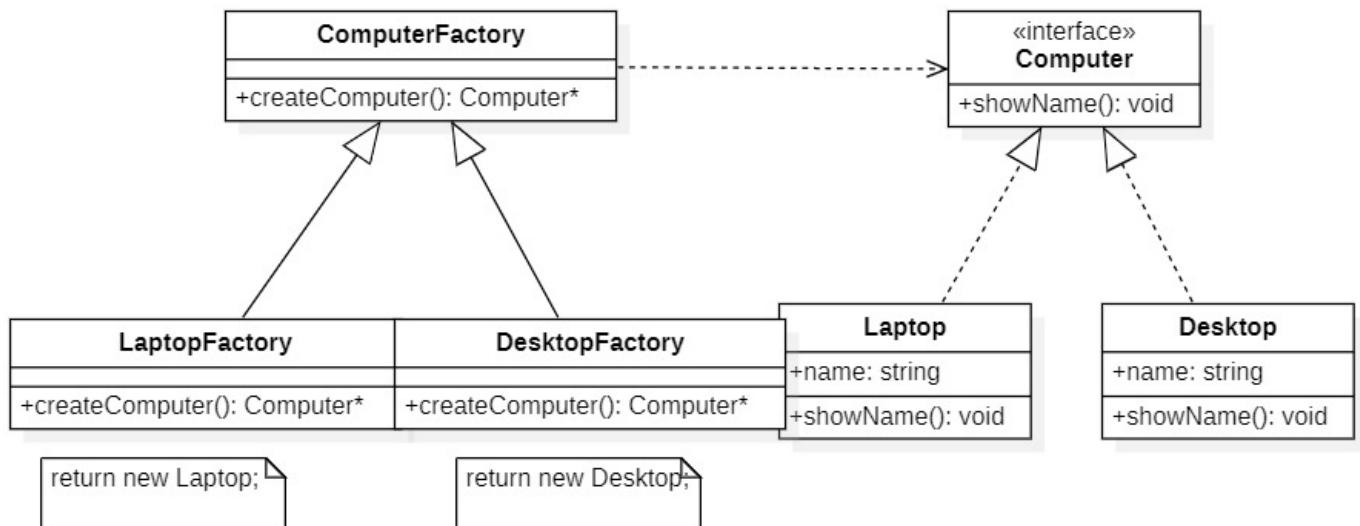 ComputerFactory
+createComputer(): Computer*
«interface»
Computer
+showName(): void
LaptopFactory
+createComputer(): Computer*
DesktopFactory
+createComputer(): Computer*
Laptop
+name: string
+showName(): void
Desktop
+name: string
+showName(): void
return new Laptop;
return new Desktop;